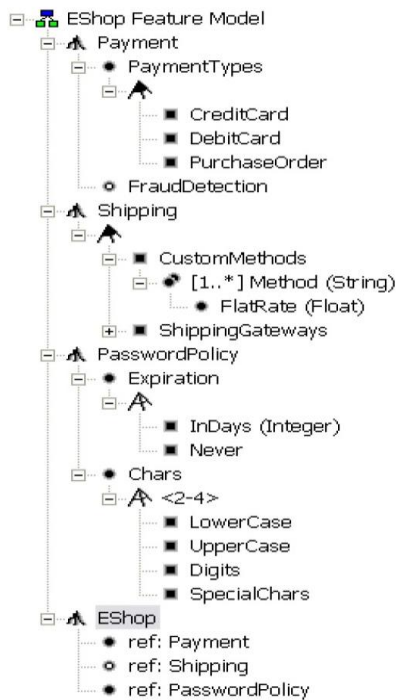 EShop Feature Model
Payment
PaymentTypes
CreditCard
DebitCard
PurchaseOrder
FraudDetection
Shipping
CustomMethods
[1..*] Method (String)
FlatRate (Float)
ShippingGateways
PasswordPolicy
Expiration
InDays (Integer)
Never
Chars
<2-4>
LowerCase
UpperCase
Digits
SpecialChars
EShop
ref: Payment
ref: Shipping
ref: PasswordPolicy